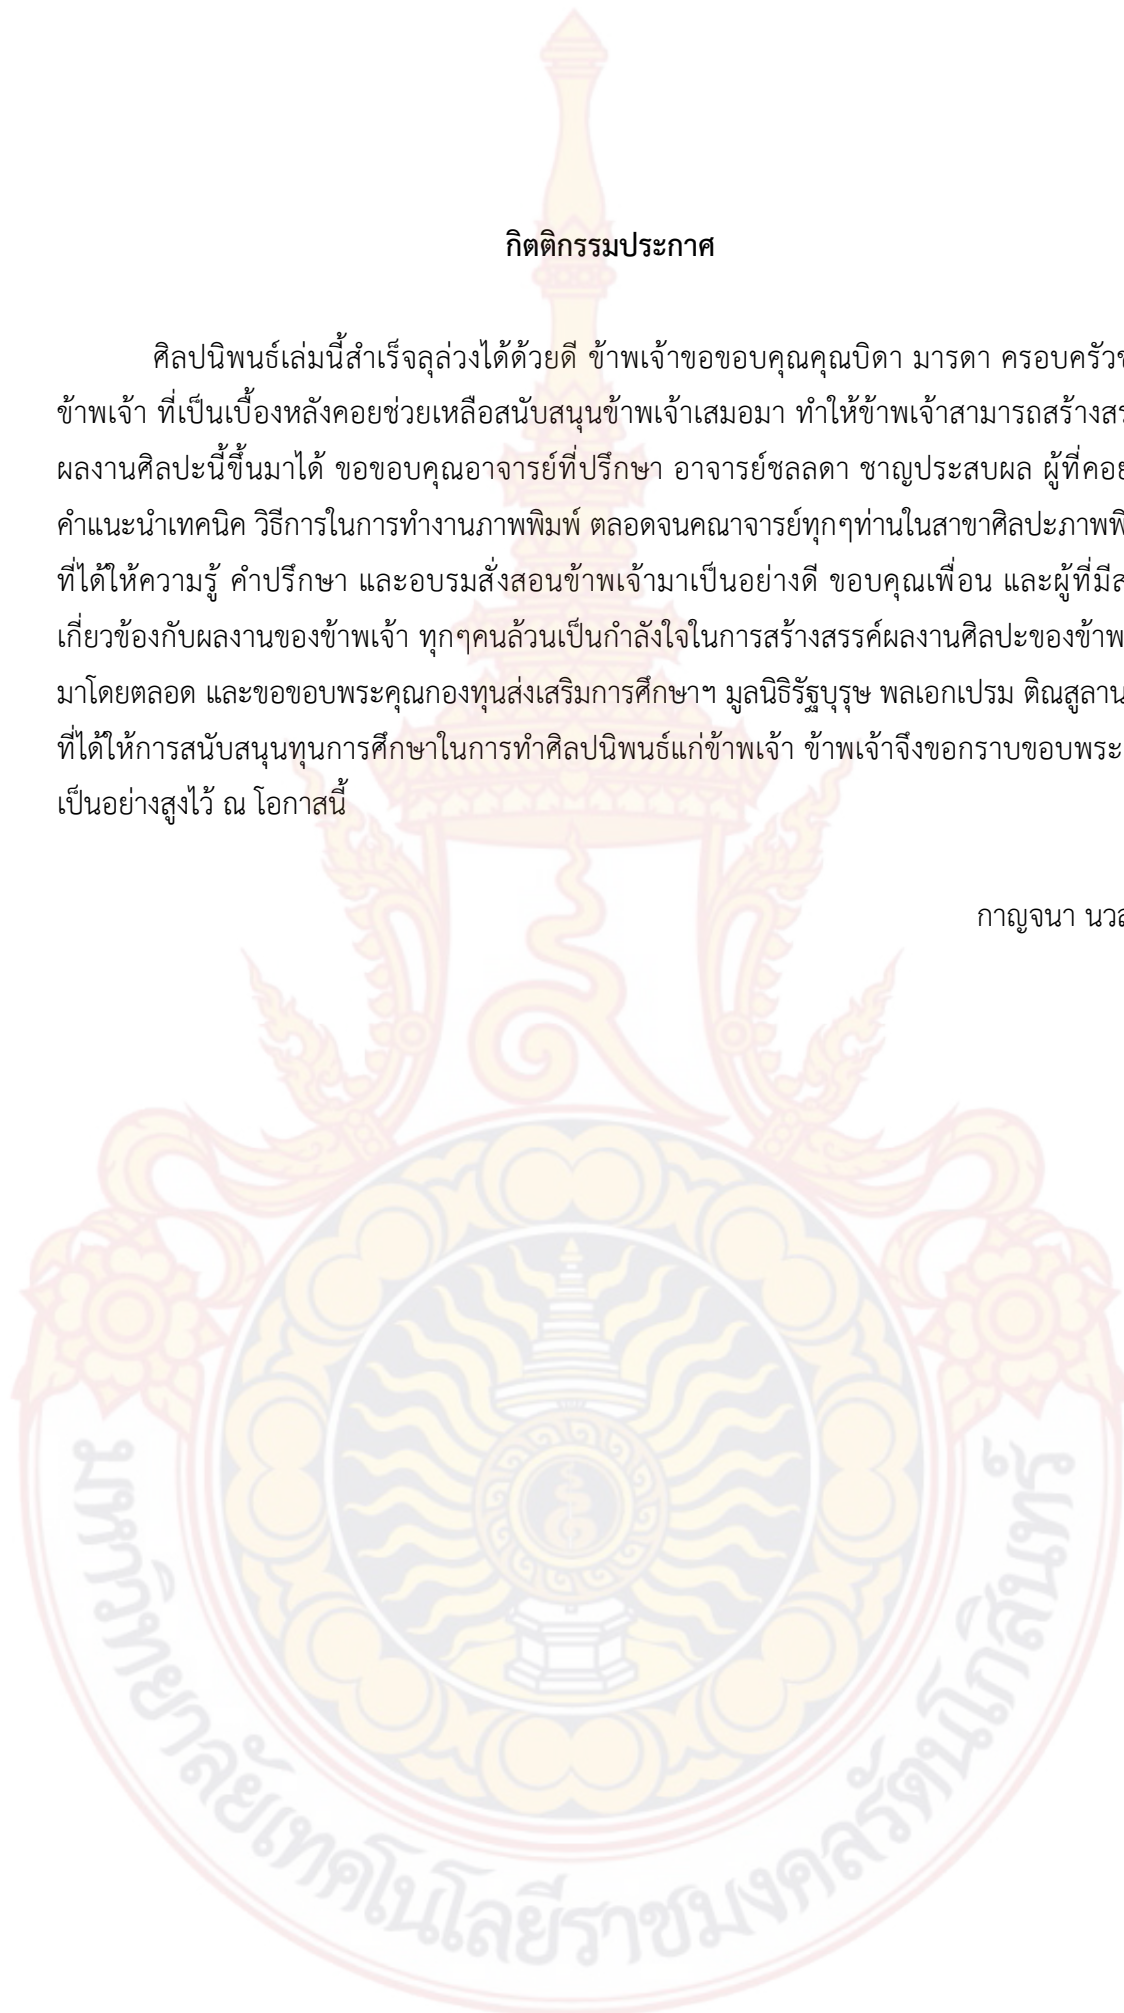 กิตติกรรมประกาศ
ศิลปนิพนธ์เล่มนี้สำเร็จลุล่วงได้ด้วยดี ข้าพเจ้าขอขอบคุณคุณบิดา มารดา ครอบครัว
ข้าพเจ้า ที่เป็นเบื้องหลังคอยช่วยเหลือสนับสนุนข้าพเจ้าเสมอมา ทำให้ข้าพเจ้าสามารถสร้าง
ผลงานศิลปะนี้ขึ้นมาได้ ขอขอบคุณอาจารย์ที่ปรึกษา อาจารย์ชลลดา ชาญประสบผล ผู้ที่คอย
คำแนะนำเทคนิค วิธีการในการทำงานภาพพิมพ์ ตลอดจนคณาจารย์ทุกๆท่านในสาขาศิลปะภาพ
ที่ได้ให้ความรู้ คำปรึกษา และอบรมสั่งสอนข้าพเจ้ามาเป็นอย่างดี ขอบคุณเพื่อน และผู้ที่มี
เกี่ยวข้องกับผลงานของข้าพเจ้า ทุกๆคนล้วนเป็นกำลังใจในการสร้างสรรค์ผลงานศิลปะของ
มาโดยตลอด และขอขอบพระคุณกองทุนส่งเสริมการศึกษาฯ มูลนิธิรัฐบุรุษ พลเอกเปรม
ที่ได้ให้การสนับสนุนทุนการศึกษาในการทำศิลปนิพนธ์แก่ข้าพเจ้า ข้าพเจ้าจึงขอกราบขอบพระ
เป็นอย่างสูงไว้ ณ โอกาสนี้
กาญจนา
มหาวิทยาลัยเทคโนโลยีราชมงคลรัตนโกสินทร์